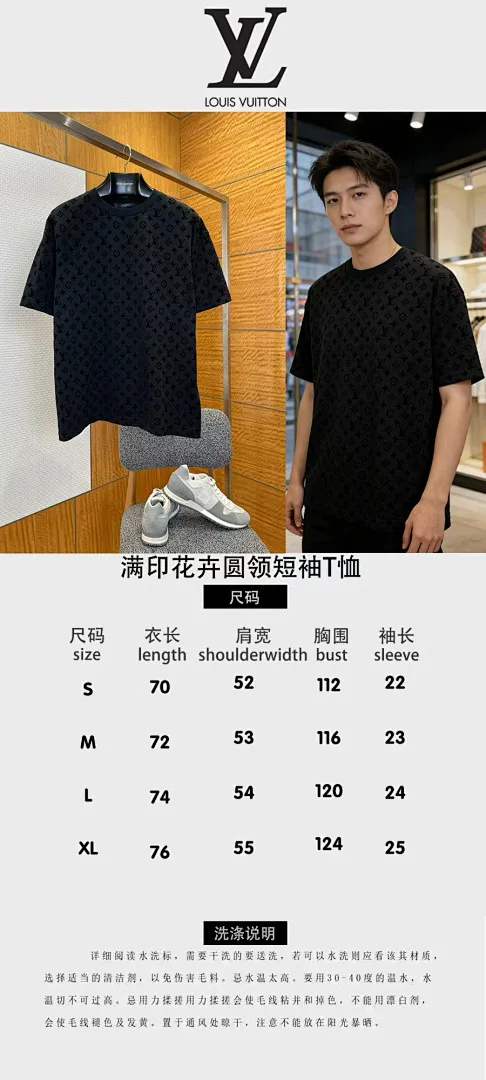 LOUIS VUITTON
满印花卉圆领短袖T恤
尺码
尺码 衣长 肩宽 胸围 袖长
size length shoulderwidth bust sleeve
S 70 52 112 22
M 72 53 116 23
L 74 54 120 24
XL 76 55 124 25
洗涤说明
详细阅读水洗标，需要干洗的要送洗，若可以水洗则应看该其材质，
选择适当的清洁剂，以免伤害毛料。忌水温太高。要用30-40度的温水，水
温切不可过高。忌用力揉搓用力揉搓会使毛线粘并和掉色，不能用漂白剂，
会使毛线褪色及发黄。置于通风处晾干，注意不能放在阳光暴晒。